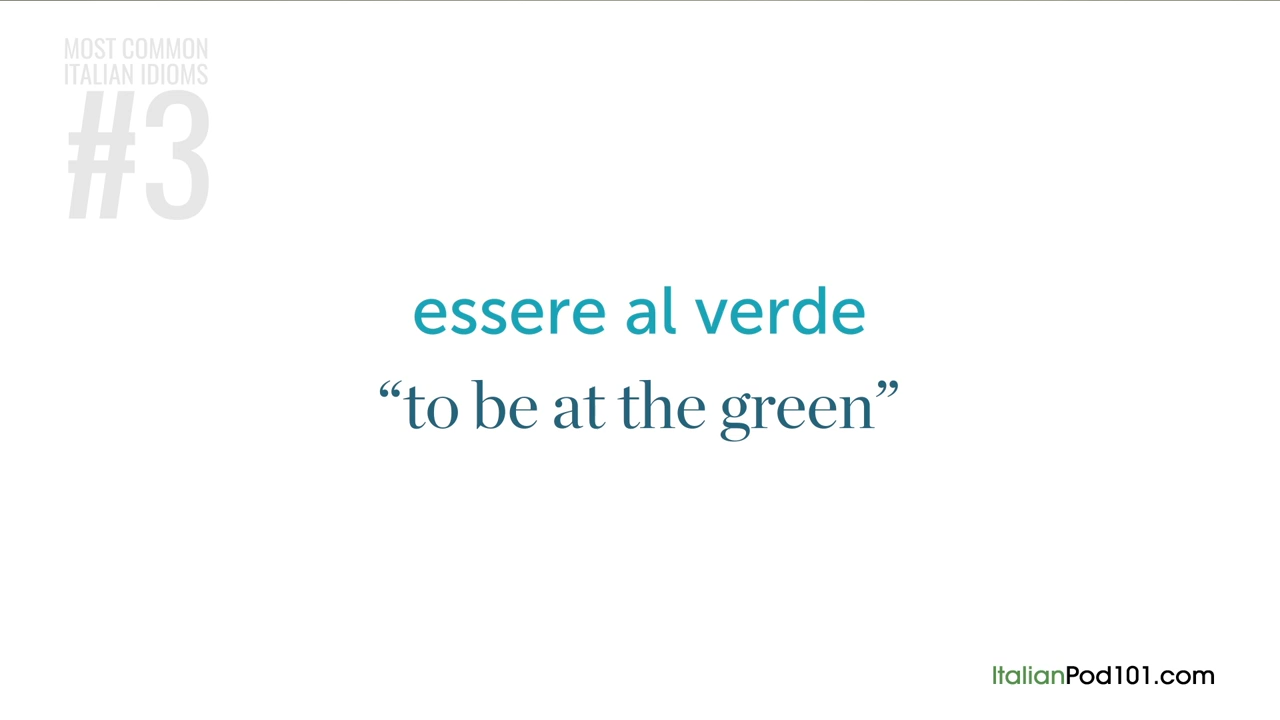 MOST COMMON
ITALIAN IDIOMS
#3
essere al verde
“to be at the green”
ItalianPod101.com